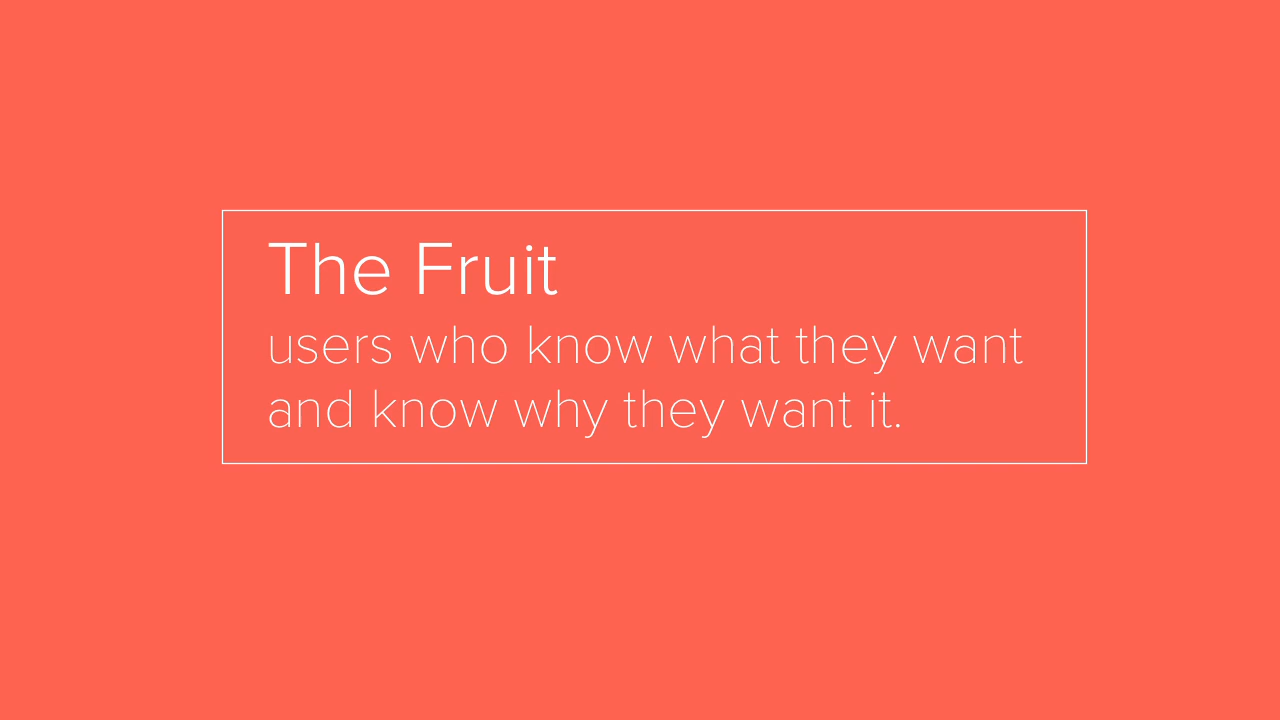 The Fruit
users who know what they want
and know why they want it.